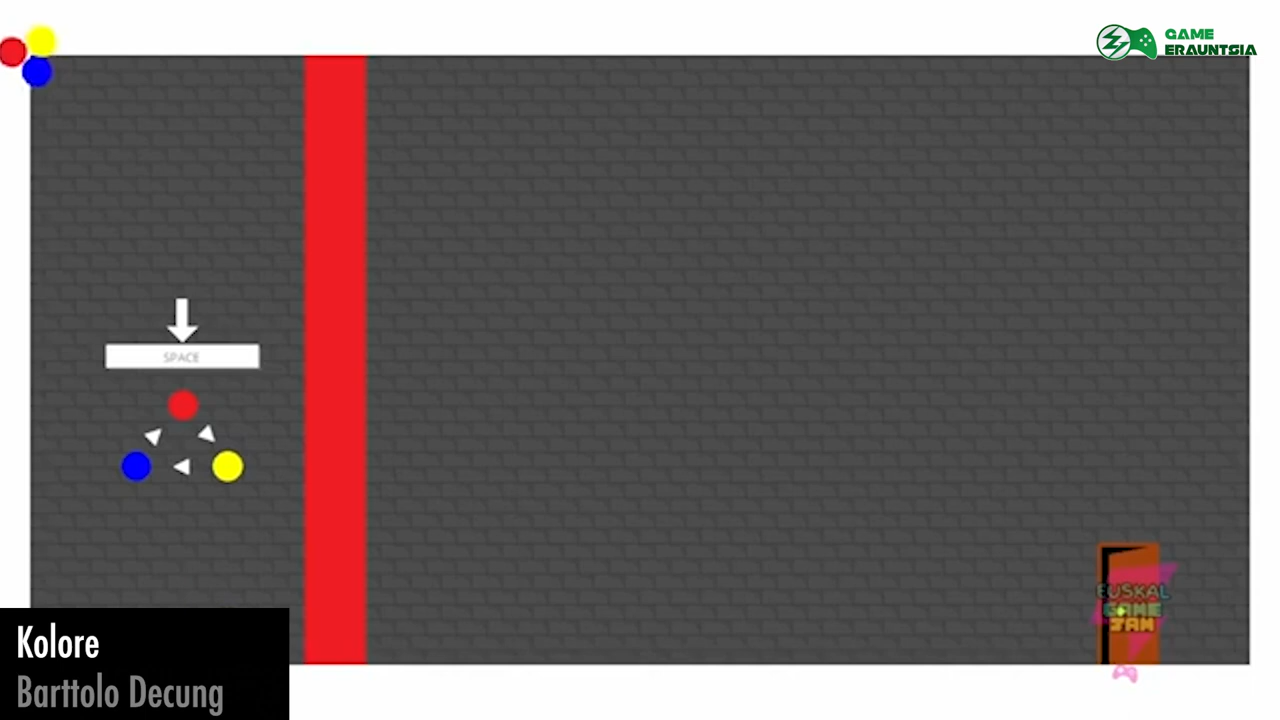 GAME
ERAUNTSIA
SPACE
EUSKAL
GAME
JAM
Kolore
Barttolo Decung